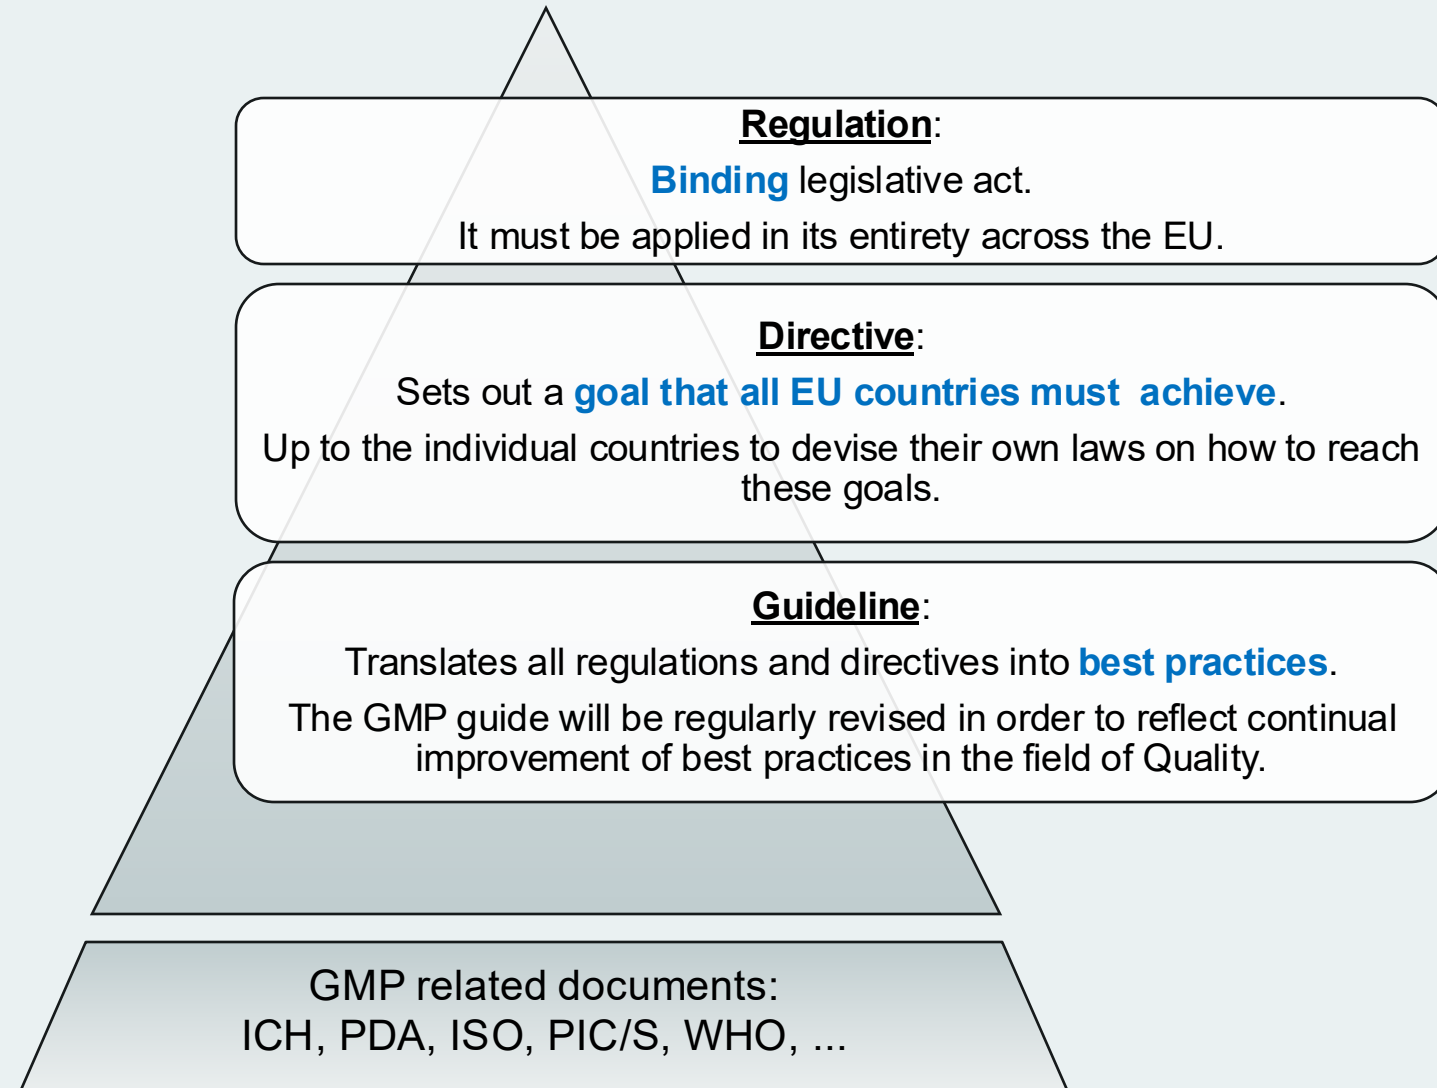 Regulation:
Binding legislative act.
It must be applied in its entirety across the EU.
Directive:
Sets out a goal that all EU countries must  achieve.
Up to the individual countries to devise their own laws on how to reach
these goals.
Guideline:
Translates all regulations and directives into best practices.
The GMP guide will be regularly revised in order to reflect continual
improvement of best practices in the field of Quality.
GMP related documents:
ICH, PDA, ISO, PIC/S, WHO, ...